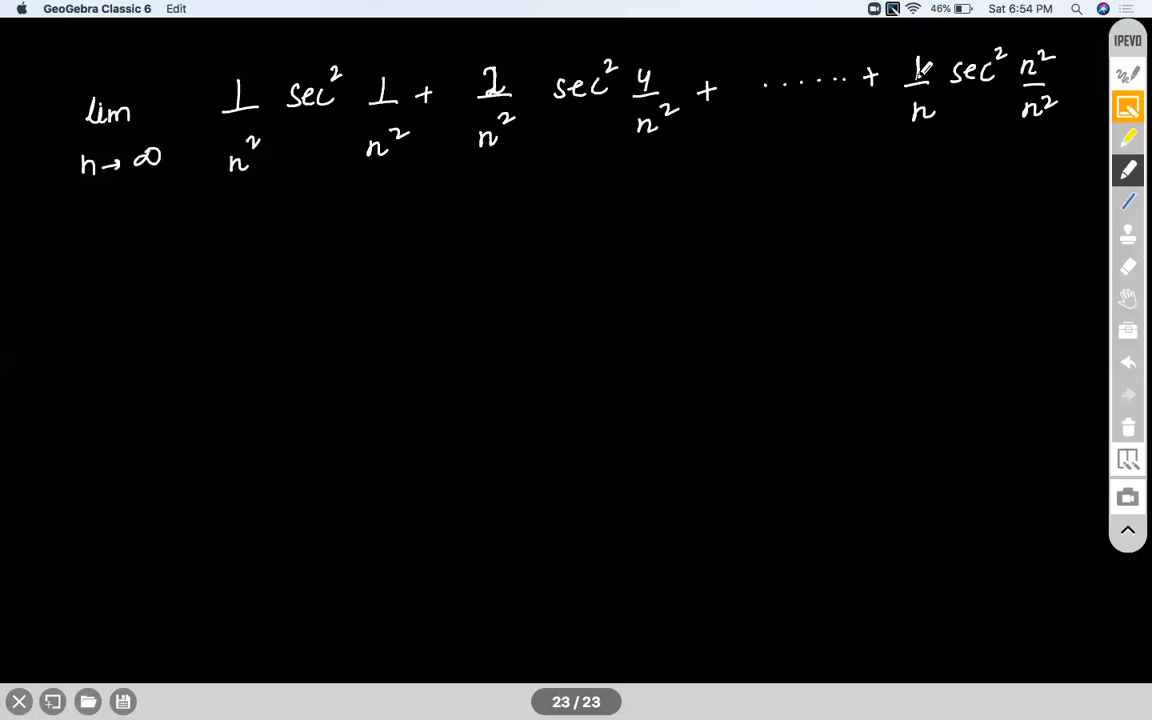 GeoGebra Classic 6 Edit 46% Sat 6:54 PM
IPEVO
lim n→∞ 1/n² sec² 1/n² + 2/n² sec² 4/n² + ...... + 1/n sec² n²/n²
23 / 23